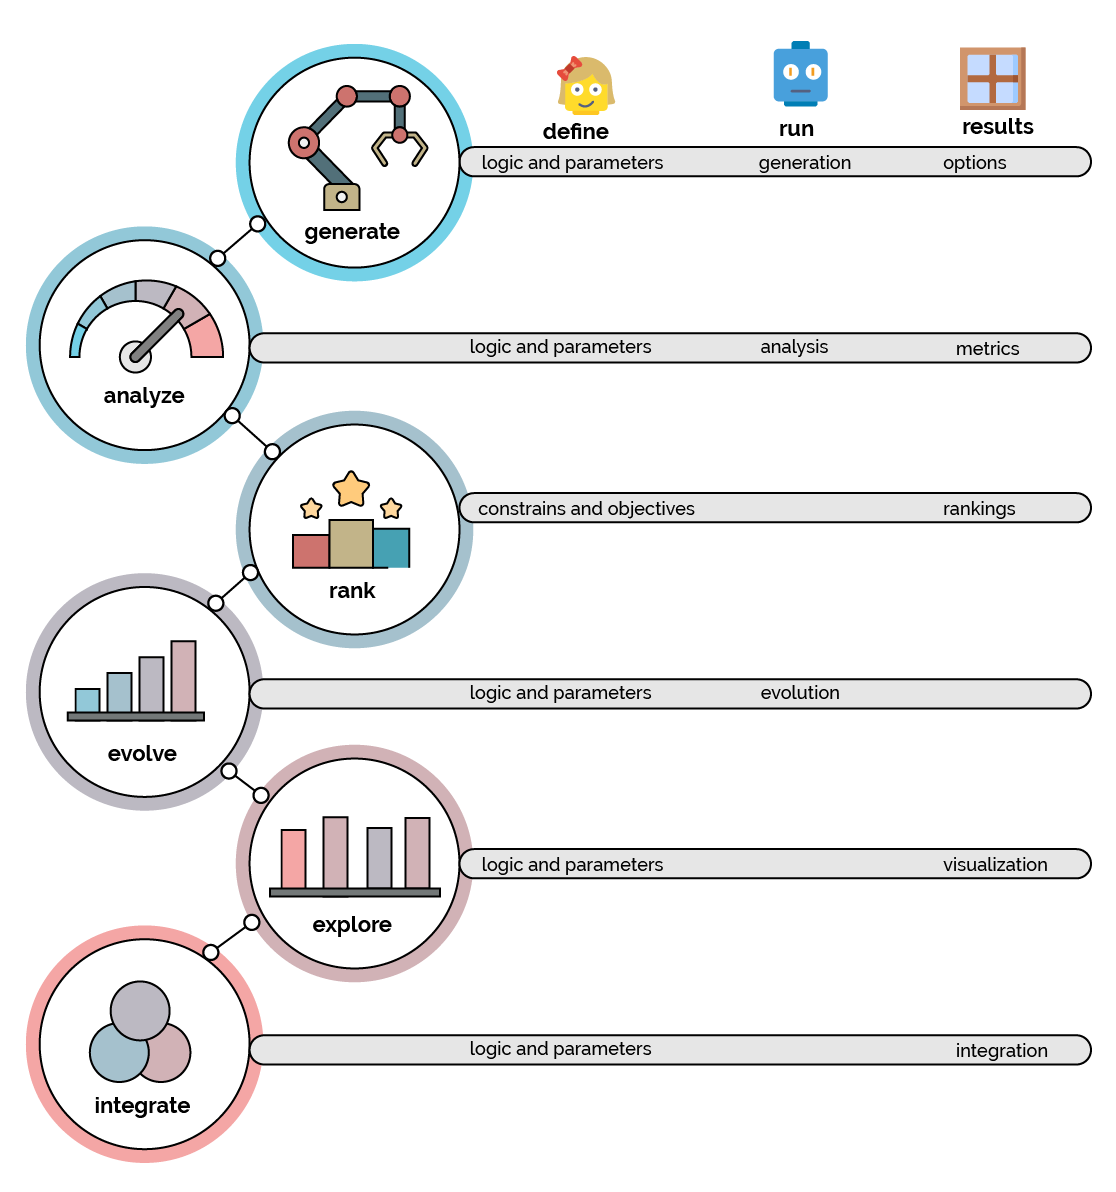 define
run
results
logic and parameters
generation
options
generate
logic and parameters
analysis
metrics
analyze
constrains and objectives
rankings
rank
logic and parameters
evolution
evolve
logic and parameters
visualization
explore
logic and parameters
integration
integrate